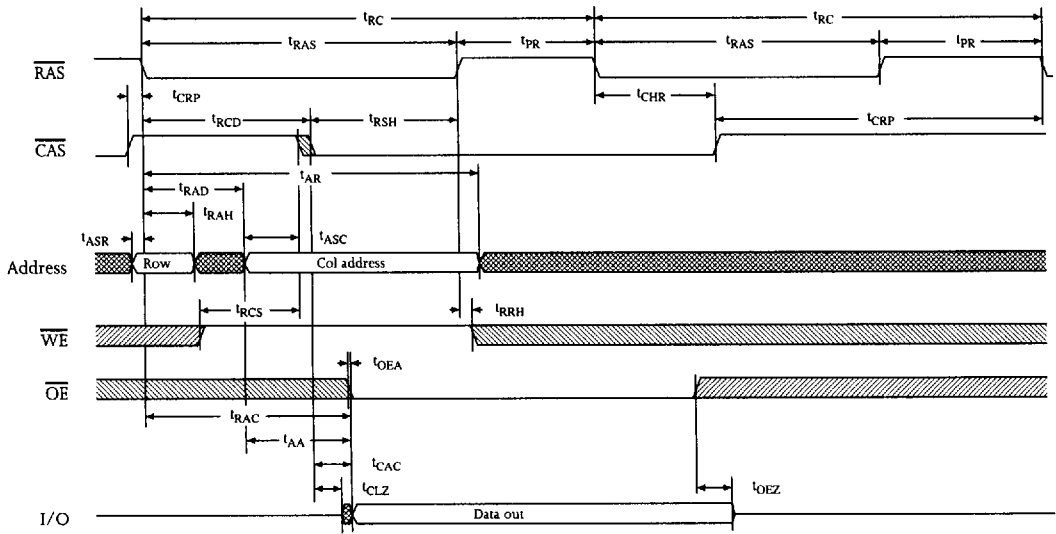 tRC tRC
tRAS tPR tRAS tPR
RAS
tCRP tCHR
tRCD tRSH tCRP
CAS
tAR
tRAD
tRAH
tASR tASC
Address Row Col address
tRCS tRRH
WE
tOEA
OE
tRAC
tAA
tCAC
tCLZ tOEZ
I/O Data out